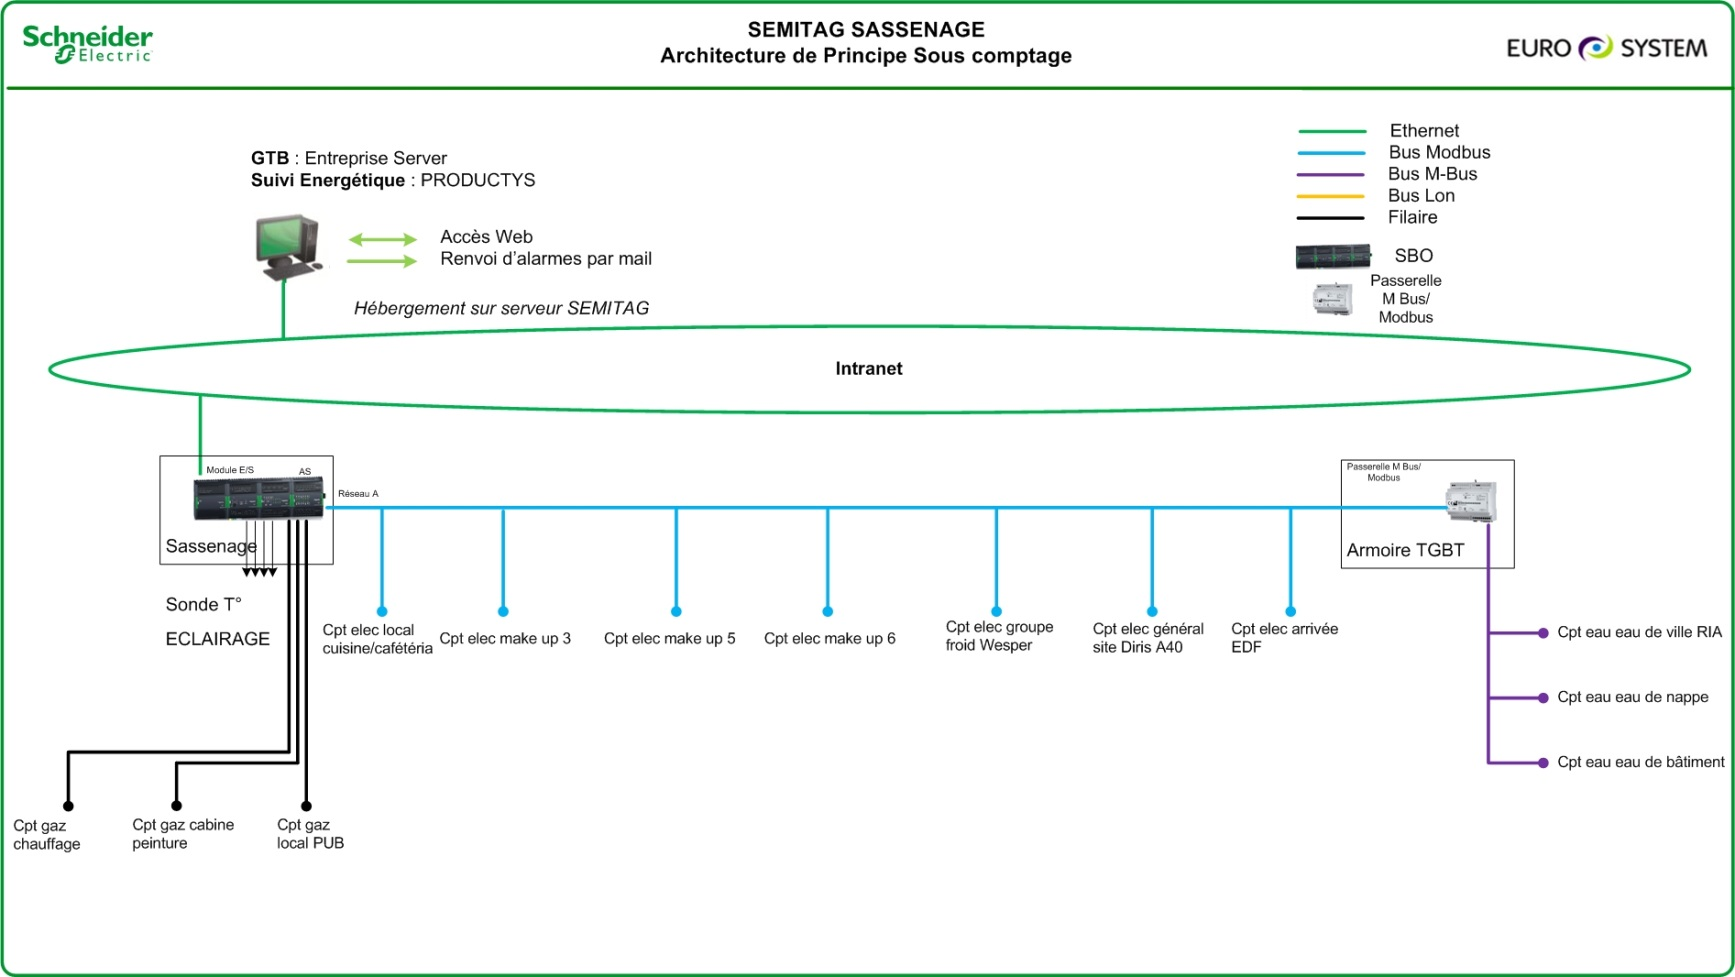 Schneider
Electric
SEMITAG SASSENAGE
Architecture de Principe Sous comptage
EURO SYSTEM
GTB : Entreprise Server
Suivi Energétique : PRODUCTYS
Accès Web
Renvoi d'alarmes par mail
Hébergement sur serveur SEMITAG
Ethernet
Bus Modbus
Bus M-Bus
Bus Lon
Filaire
SBO
Passerelle
M Bus/
Modbus
Intranet
Module E/S
AS
Réseau A
Sassenage
Sonde T°
ECLAIRAGE
Passerelle M Bus/
Modbus
Armoire TGBT
Cpt elec local
cuisine/cafétéria
Cpt elec make up 3
Cpt elec make up 5
Cpt elec make up 6
Cpt elec groupe
froid Wesper
Cpt elec général
site Diris A40
Cpt elec arrivée
EDF
Cpt eau eau de ville RIA
Cpt eau eau de nappe
Cpt eau eau de bâtiment
Cpt gaz
chauffage
Cpt gaz cabine
peinture
Cpt gaz
local PUB